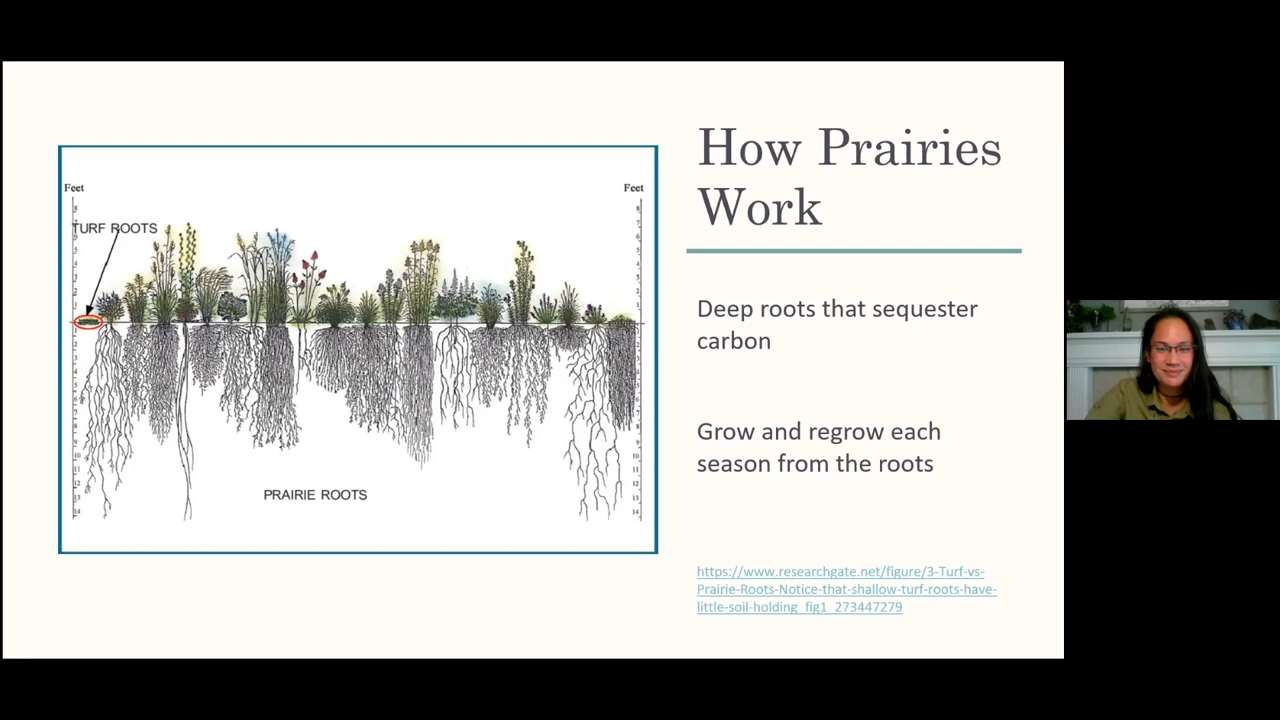 How Prairies
Work
Feet
Feet
TURF ROOTS
PRAIRIE ROOTS
Deep roots that sequester
carbon
Grow and regrow each
season from the roots
https://www.researchgate.net/figure/3-Turf-vs-
Prairie-Roots-Notice-that-shallow-turf-roots-have-
little-soil-holding_fig1_273447279